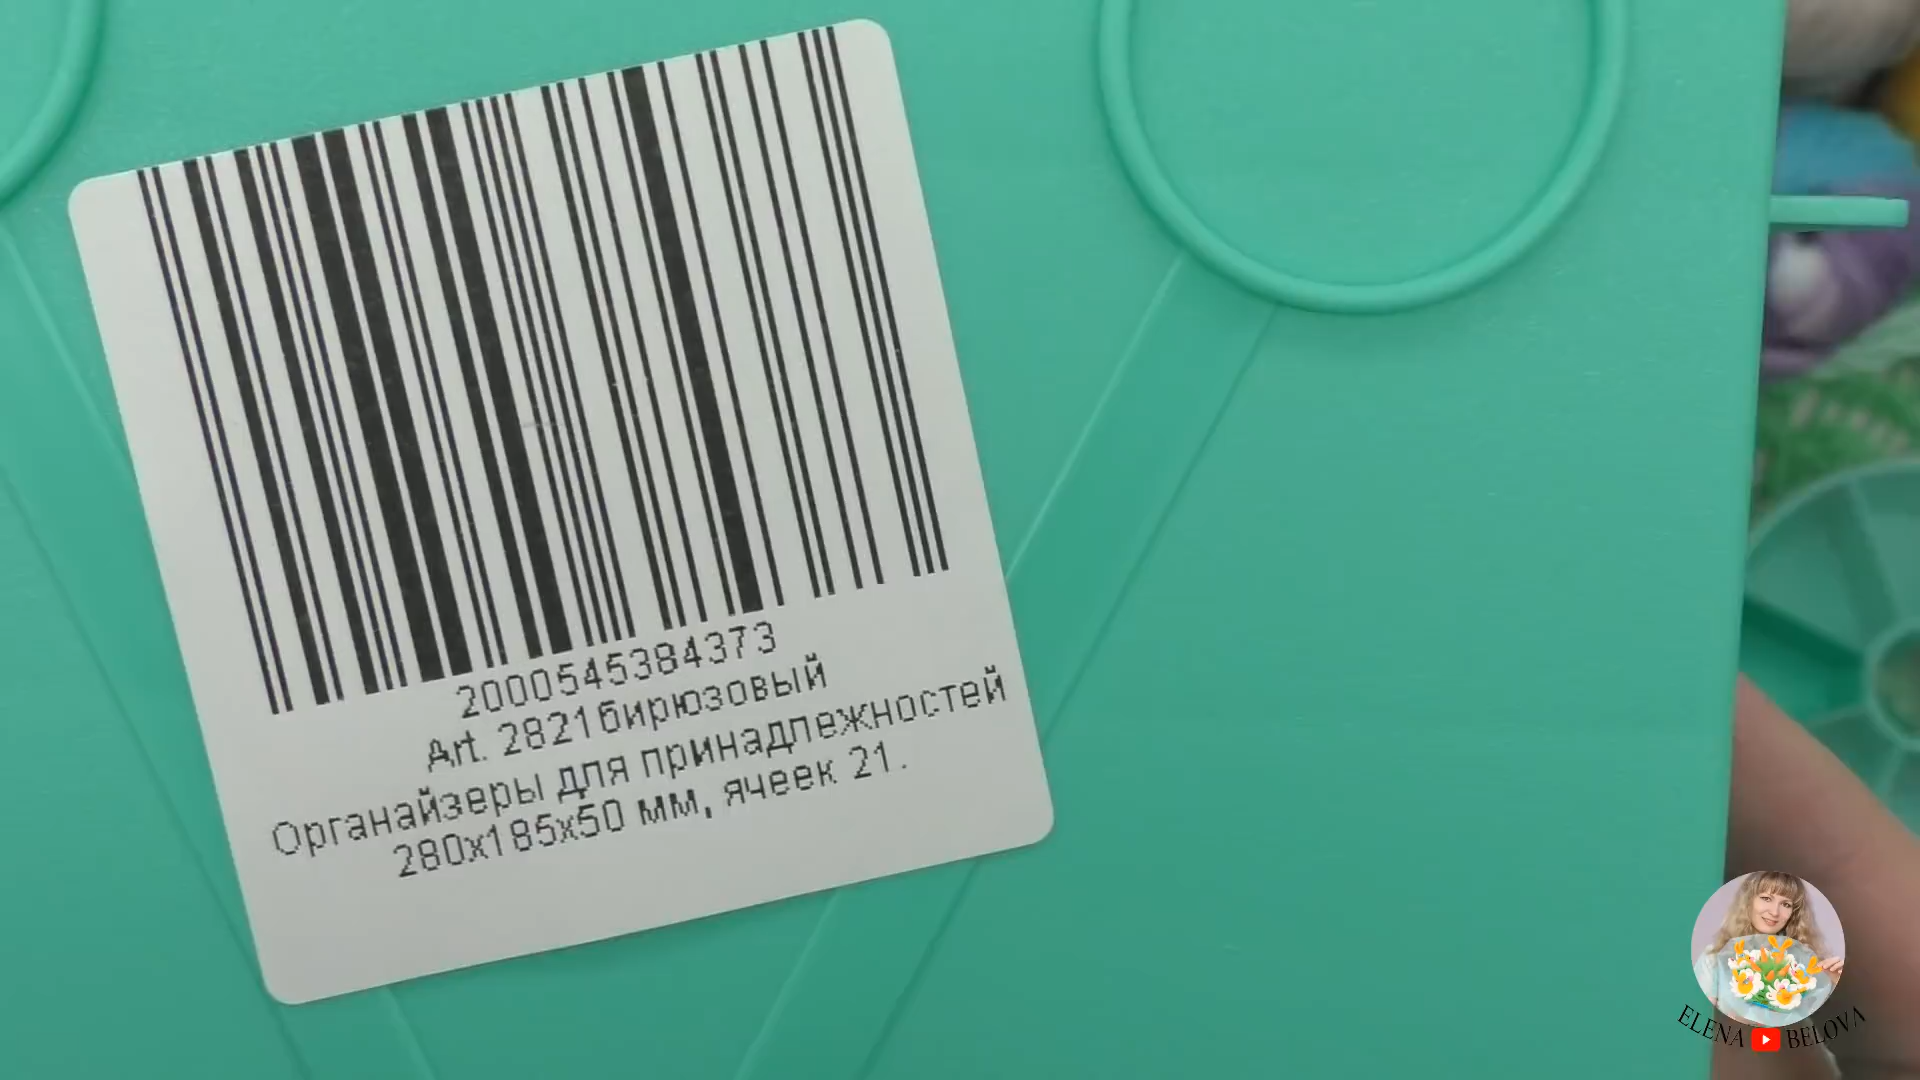 2000545384373
Art. 2821бирюзовый
Органайзеры для принадлежностей
280x185x50 мм, ячеек 21.
ELENA BELOVA